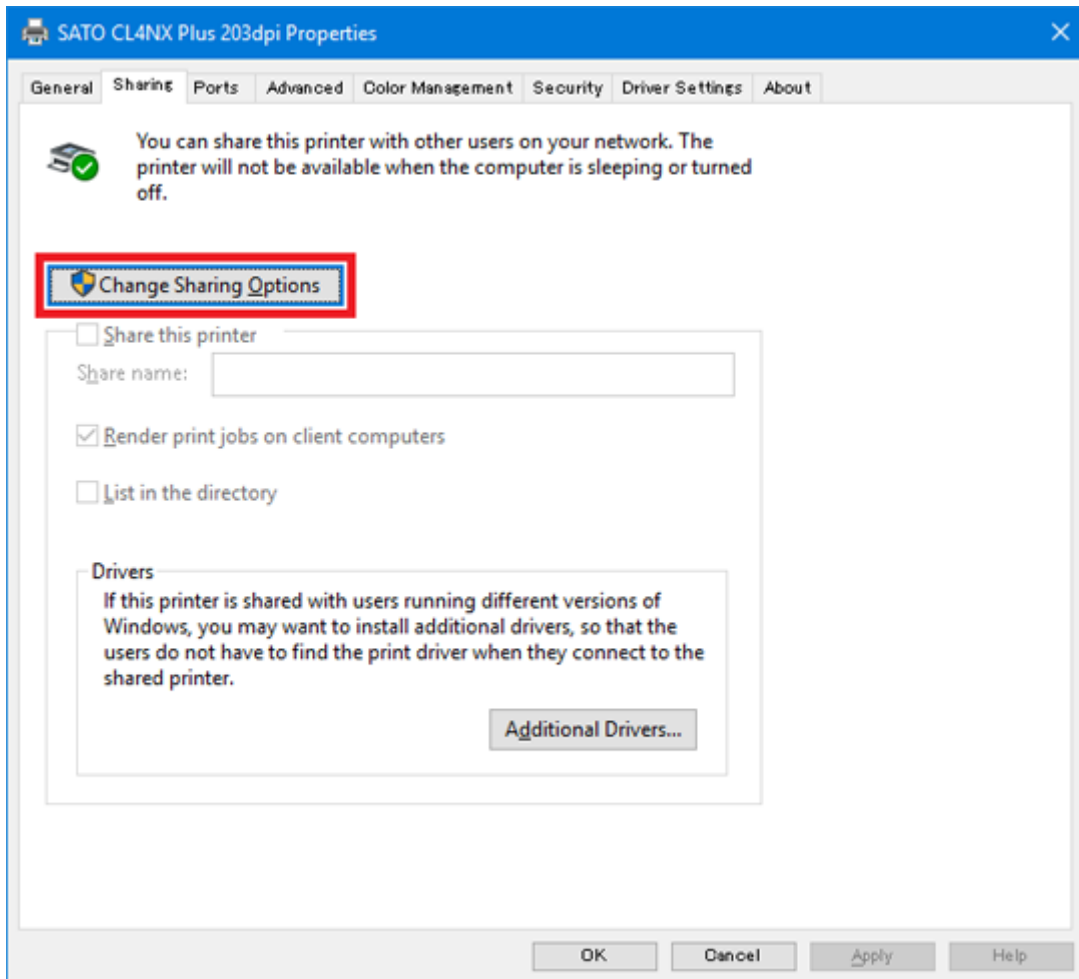 SATO CL4NX Plus 203dpi Properties
General Sharing Ports Advanced Color Management Security Driver Settings About
You can share this printer with other users on your network. The
printer will not be available when the computer is sleeping or turned
off.
Change Sharing Options
Share this printer
Share name:
Render print jobs on client computers
List in the directory
Drivers
If this printer is shared with users running different versions of
Windows, you may want to install additional drivers, so that the
users do not have to find the print driver when they connect to the
shared printer.
Additional Drivers...
OK Cancel Apply Help